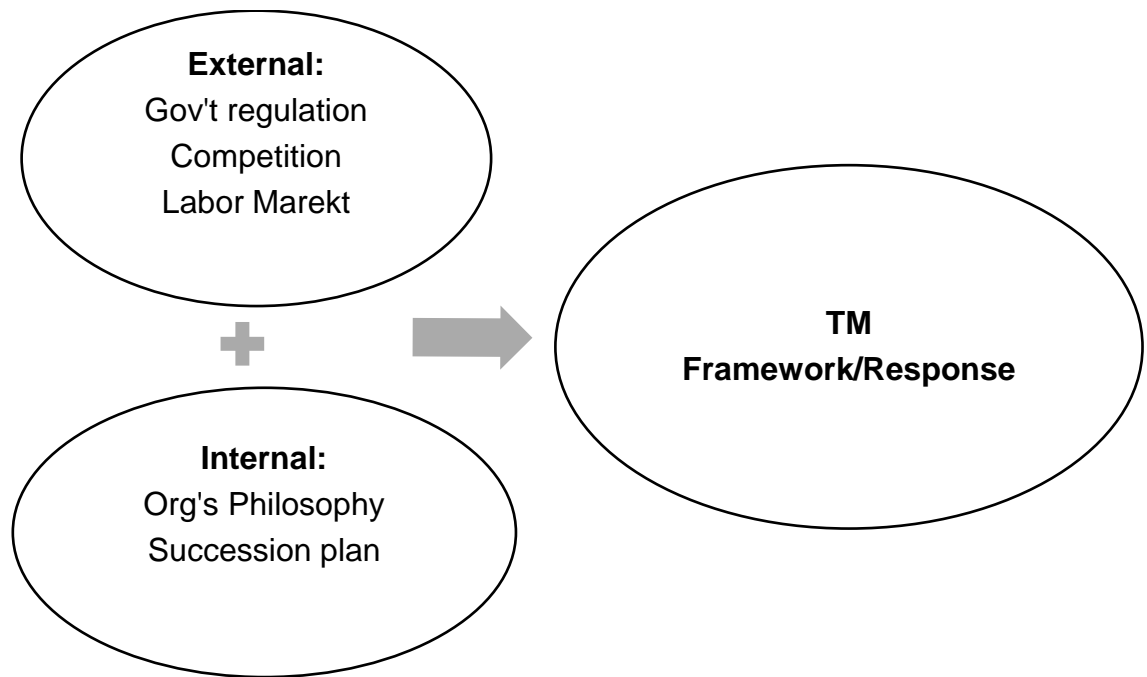 External:
Gov't regulation
Competition
Labor Marekt
Internal:
Org's Philosophy
Succession plan
TM
Framework/Response